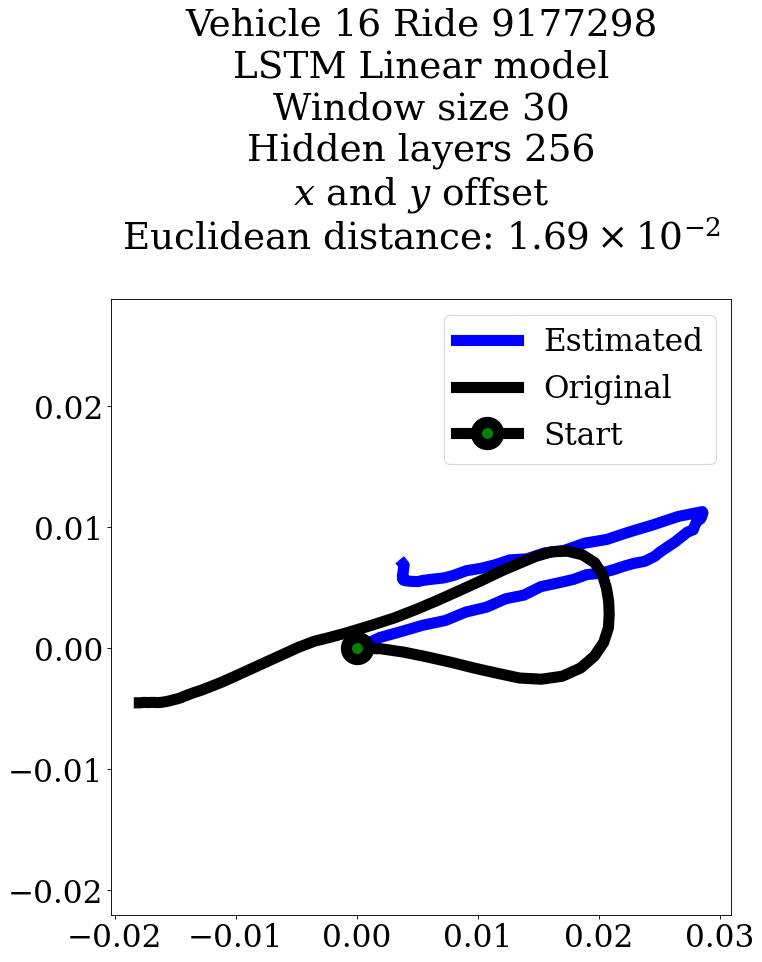 Vehicle 16 Ride 9177298
LSTM Linear model
Window size 30
Hidden layers 256
x and y offset
Euclidean distance: 1.69 × 10⁻²
Estimated
Original
Start
0.02
0.01
0.00
−0.01
−0.02
−0.02 −0.01 0.00 0.01 0.02 0.03